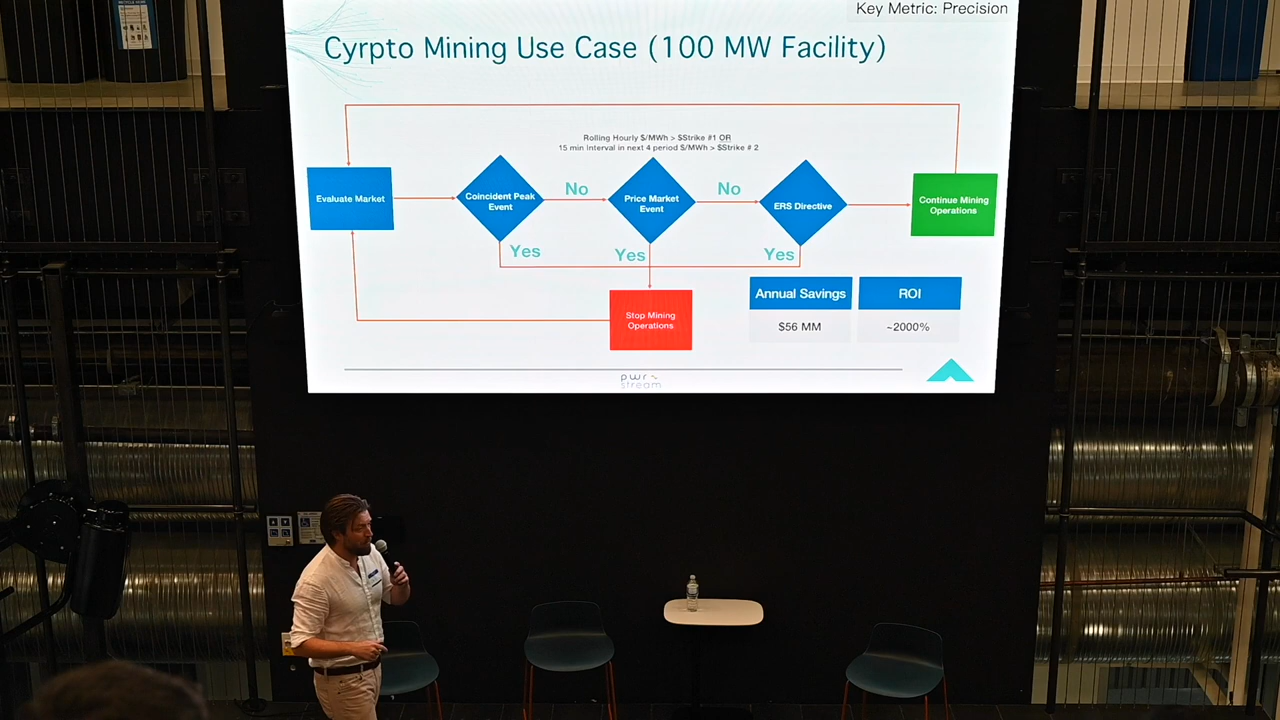 Key Metric: Precision
Cyrpto Mining Use Case (100 MW Facility)
Rolling Hourly $/MWh > $Strike #1 OR
15 min Interval in next 4 period $/MWh > $Strike # 2
Evaluate Market
Coincident Peak
Event
No
Price Market
Event
No
ERS Directive
Continue Mining
Operations
Yes
Yes
Yes
Stop Mining
Operations
Annual Savings
ROI
$56 MM
~2000%
pwr
stream